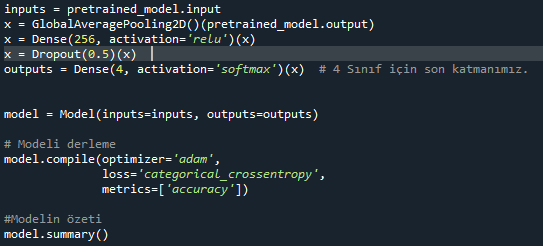 inputs = pretrained_model.input
x = GlobalAveragePooling2D()(pretrained_model.output)
x = Dense(256, activation='relu')(x)
x = Dropout(0.5)(x)
outputs = Dense(4, activation='softmax')(x)  # 4 Sınıf için son katmanımız.
model = Model(inputs=inputs, outputs=outputs)
# Modeli derleme
model.compile(optimizer='adam',
              loss='categorical_crossentropy',
              metrics=['accuracy'])
#Modelin özeti
model.summary()